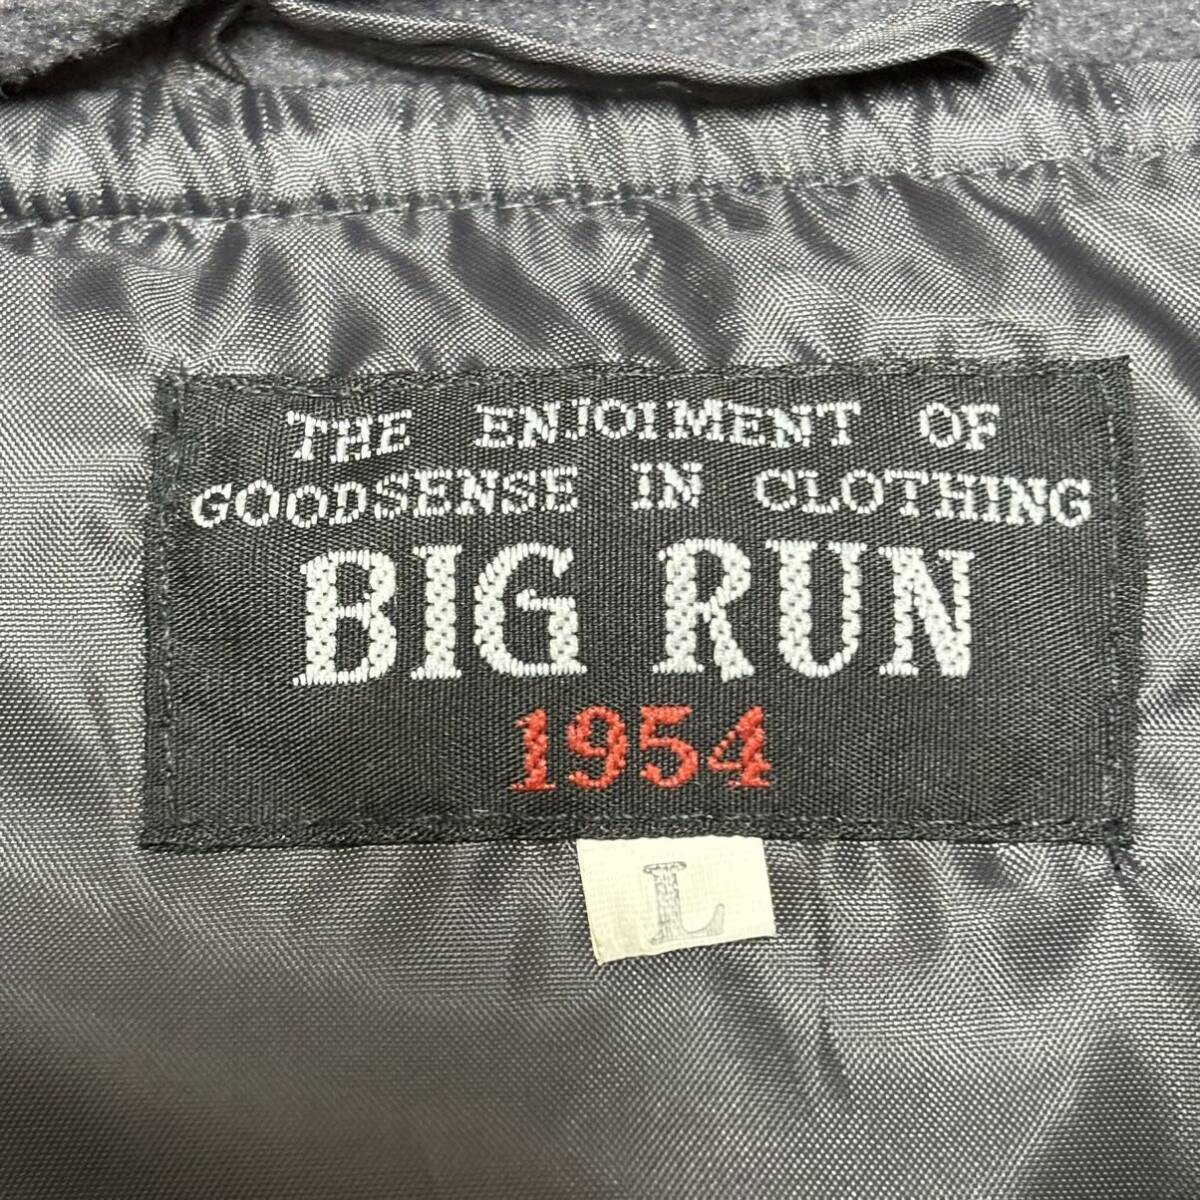 THE ENJOIMENT OF
GOODSENSE IN CLOTHING
BIG RUN
1954
L